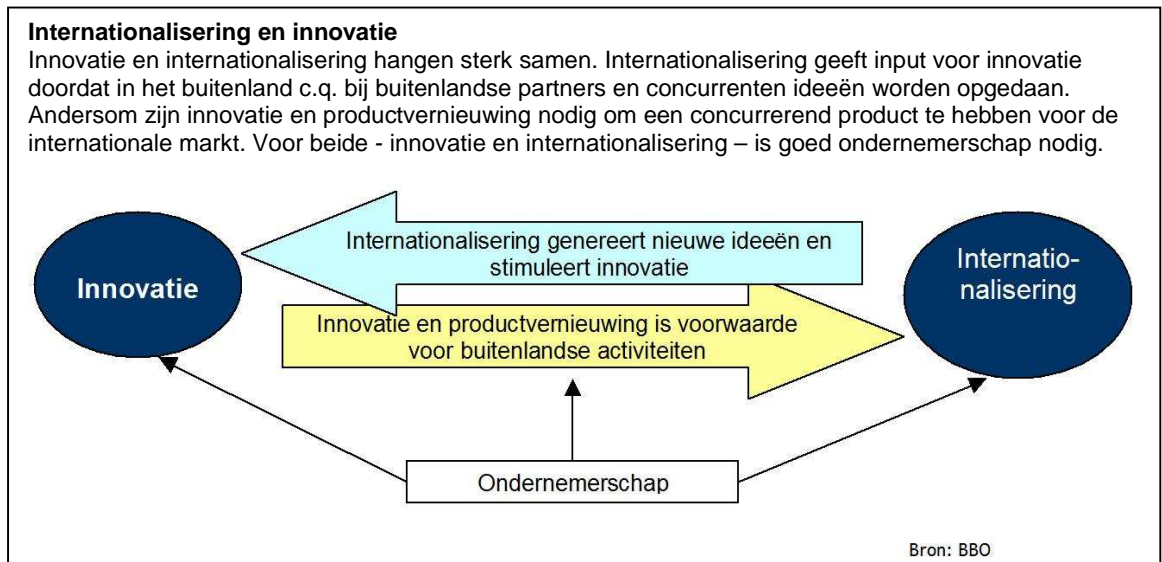 Internationalisering en innovatie
Innovatie en internationalisering hangen sterk samen. Internationalisering geeft input voor innovatie
doordat in het buitenland c.q. bij buitenlandse partners en concurrenten ideeën worden opgedaan.
Andersom zijn innovatie en productvernieuwing nodig om een concurrerend product te hebben voor de
internationale markt. Voor beide - innovatie en internationalisering – is goed ondernemerschap nodig.
Internationalisering genereert nieuwe ideeën en
stimuleert innovatie
Innovatie
Internatio-
nalisering
Innovatie en productvernieuwing is voorwaarde
voor buitenlandse activiteiten
Ondernemerschap
Bron: BBO